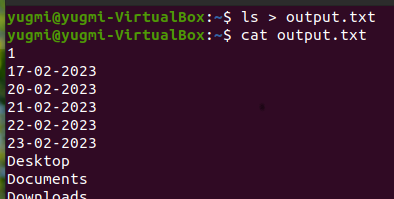 yugmi@yugmi-VirtualBox:~$ ls > output.txt
yugmi@yugmi-VirtualBox:~$ cat output.txt
1
17-02-2023
20-02-2023
21-02-2023
22-02-2023
23-02-2023
Desktop
Documents
Downloads